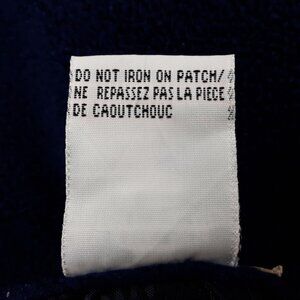 DO NOT IRON ON PATCH/
NE REPASSEZ PAS LA PIECE
DE CAOUTCHOUC